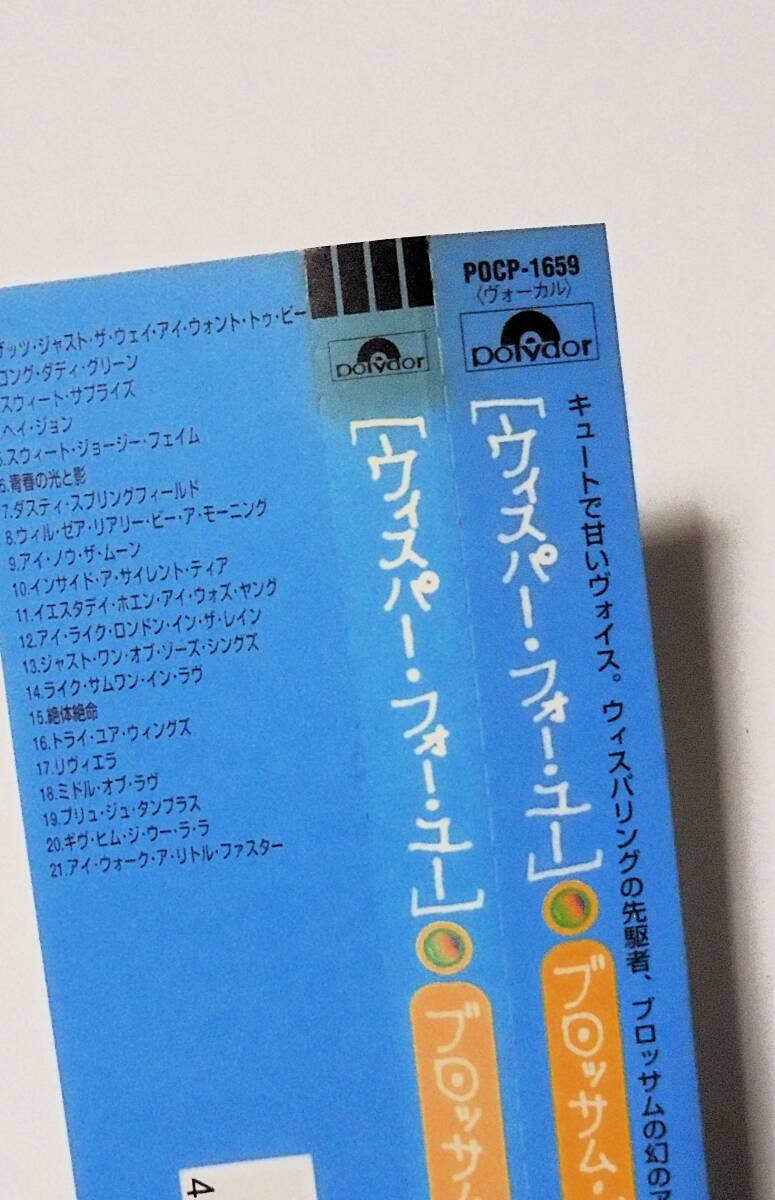 ザッツ・ジャスト・ザ・ウェイ・アイ・ウォント・トゥ・ビー
ロング・ダディ・グリーン
スウィート・サプライズ
ヘイ・ジョン
5.スウィート・ジョージー・フェイム
6.青春の光と影
7.ダスティ・スプリングフィールド
8.ウィル・ゼア・リアリー・ビー・ア・モーニング
9.アイ・ノウ・ザ・ムーン
10.インサイド・ア・サイレント・ティア
11.イエスタデイ・ホエン・アイ・ウォズ・ヤング
12.アイ・ライク・ロンドン・イン・ザ・レイン
13.ジャスト・ワン・オブ・ゾーズ・シングズ
14.ライク・サムワン・イン・ラヴ
15.絶体絶命
16.トライ・ユア・ウィングズ
17.リヴィエラ
18.ミドル・オブ・ラヴ
19.ブリュ・ジュ・タンブラス
20.ギヴ・ヒム・ジ・ウー・ラ・ラ
21.アイ・ウォーク・ア・リトル・ファスター
4
polydor
[ウィスパー・フォー・ユー]
ブロッサム
POCP-1659
〈ヴォーカル〉
polydor
[ウィスパー・フォー・ユー]
ブロッサム・
キュートで甘いヴォイス。ウィスパリングの先駆者、ブロッサムの幻のア